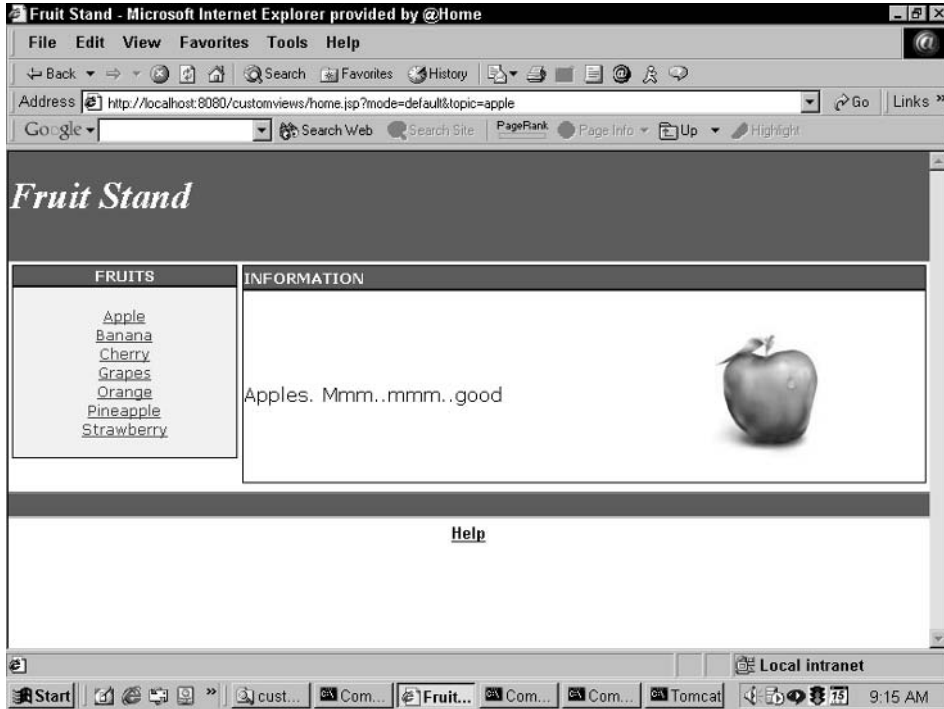 Fruit Stand - Microsoft Internet Explorer provided by @Home
File Edit View Favorites Tools Help
Back Search Favorites History
Address http://localhost:8080/customviews/home.jsp?mode=default&topic=apple Go Links »
Google Search Web Search Site PageRank Page Info Up Highlight
Fruit Stand
FRUITS
Apple
Banana
Cherry
Grapes
Orange
Pineapple
Strawberry
INFORMATION
Apples. Mmm..mmm..good
Help
Local intranet
Start » cust... Com... Fruit... Com... Com... Tomcat 15 9:15 AM